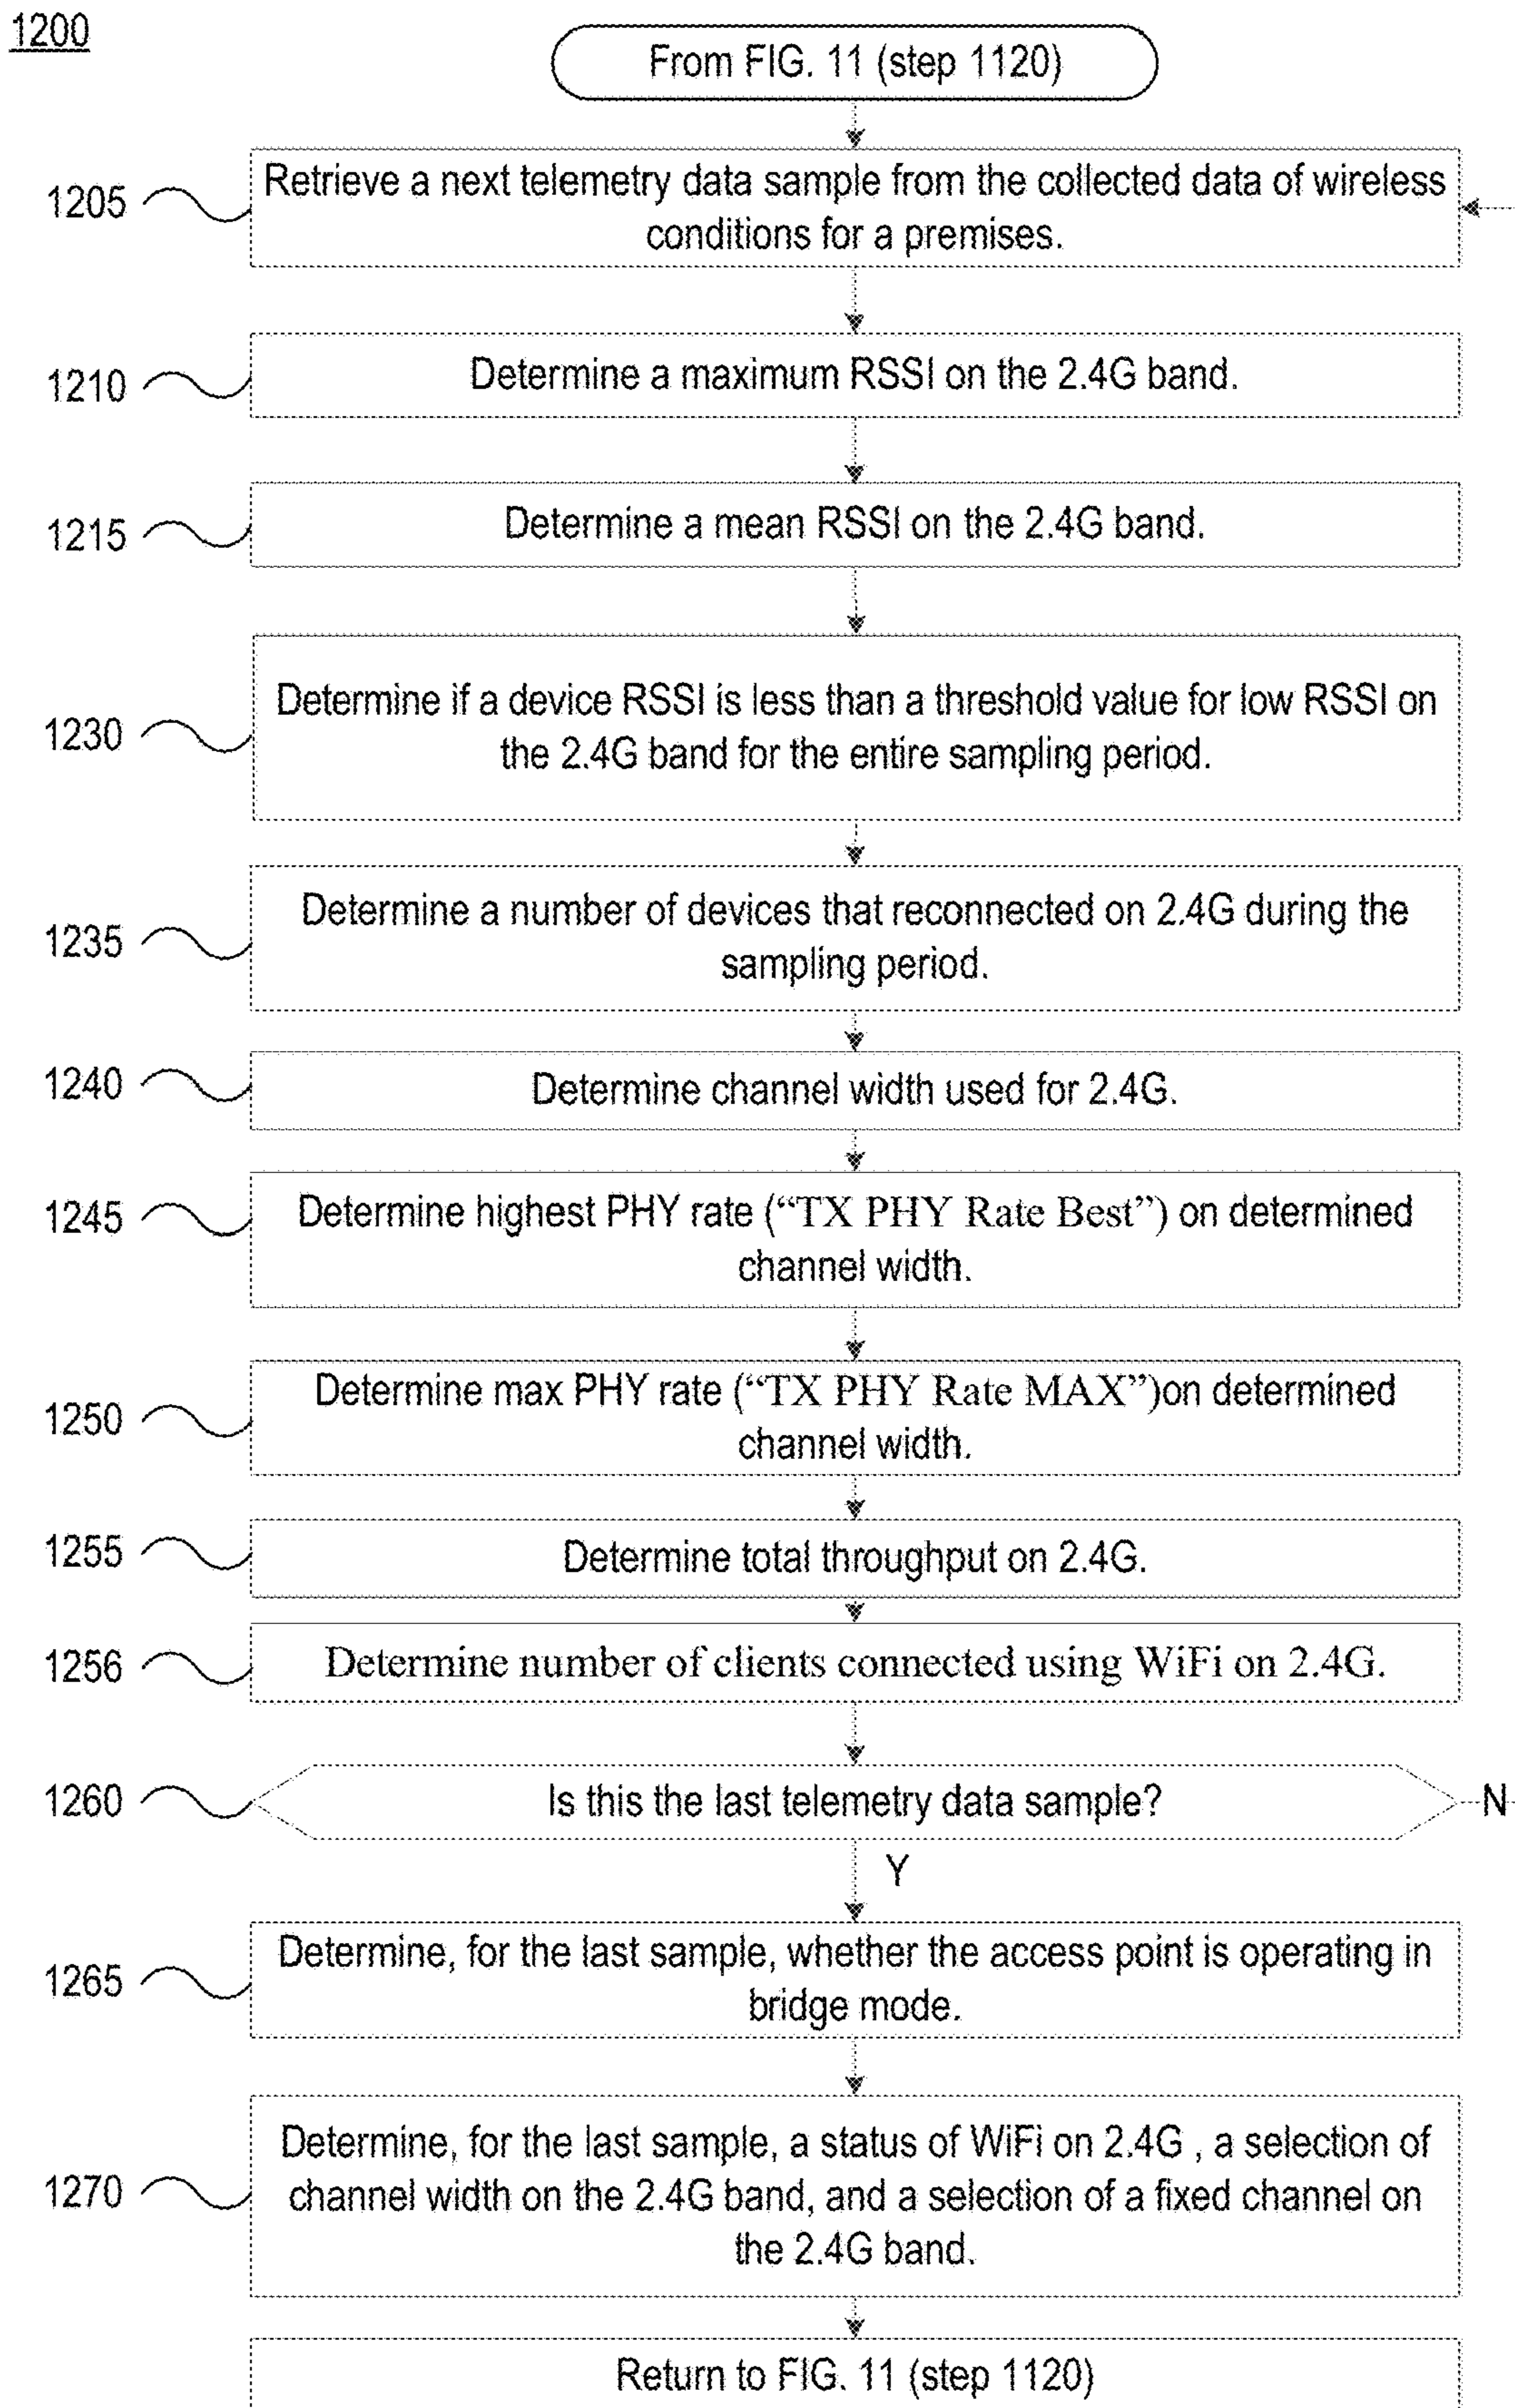 1200
From FIG. 11 (step 1120)
1205
Retrieve a next telemetry data sample from the collected data of wireless
conditions for a premises.
1210
Determine a maximum RSSI on the 2.4G band.
1215
Determine a mean RSSI on the 2.4G band.
1230
Determine if a device RSSI is less than a threshold value for low RSSI on
the 2.4G band for the entire sampling period.
1235
Determine a number of devices that reconnected on 2.4G during the
sampling period.
1240
Determine channel width used for 2.4G.
1245
Determine highest PHY rate (“TX PHY Rate Best”) on determined
channel width.
1250
Determine max PHY rate (“TX PHY Rate MAX”)on determined
channel width.
1255
Determine total throughput on 2.4G.
1256
Determine number of clients connected using WiFi on 2.4G.
1260
Is this the last telemetry data sample?
N
Y
1265
Determine, for the last sample, whether the access point is operating in
bridge mode.
1270
Determine, for the last sample, a status of WiFi on 2.4G , a selection of
channel width on the 2.4G band, and a selection of a fixed channel on
the 2.4G band.
Return to FIG. 11 (step 1120)